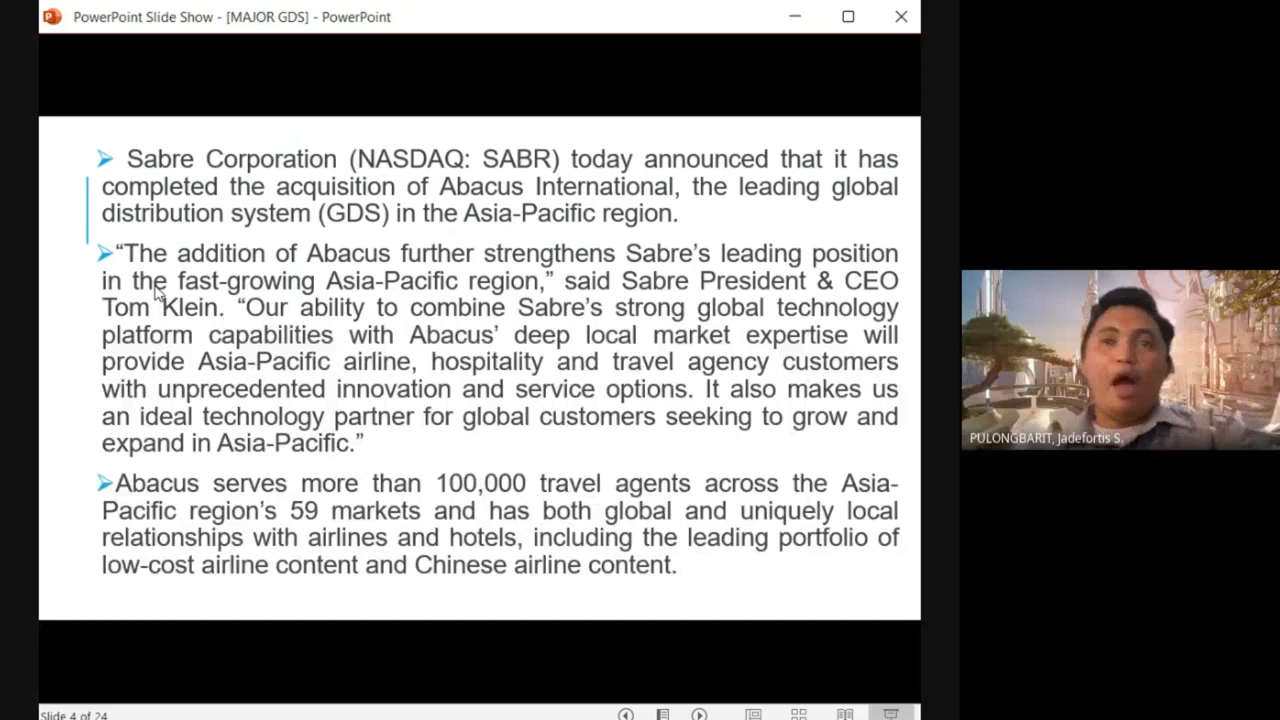 PowerPoint Slide Show - [MAJOR GDS] - PowerPoint
Sabre Corporation (NASDAQ: SABR) today announced that it has
completed the acquisition of Abacus International, the leading global
distribution system (GDS) in the Asia-Pacific region.
“The addition of Abacus further strengthens Sabre’s leading position
in the fast-growing Asia-Pacific region,” said Sabre President & CEO
Tom Klein. “Our ability to combine Sabre’s strong global technology
platform capabilities with Abacus’ deep local market expertise will
provide Asia-Pacific airline, hospitality and travel agency customers
with unprecedented innovation and service options. It also makes us
an ideal technology partner for global customers seeking to grow and
expand in Asia-Pacific.”
Abacus serves more than 100,000 travel agents across the Asia-
Pacific region’s 59 markets and has both global and uniquely local
relationships with airlines and hotels, including the leading portfolio of
low-cost airline content and Chinese airline content.
PULONGBARIT, Jadefortis S.
Slide 4 of 24